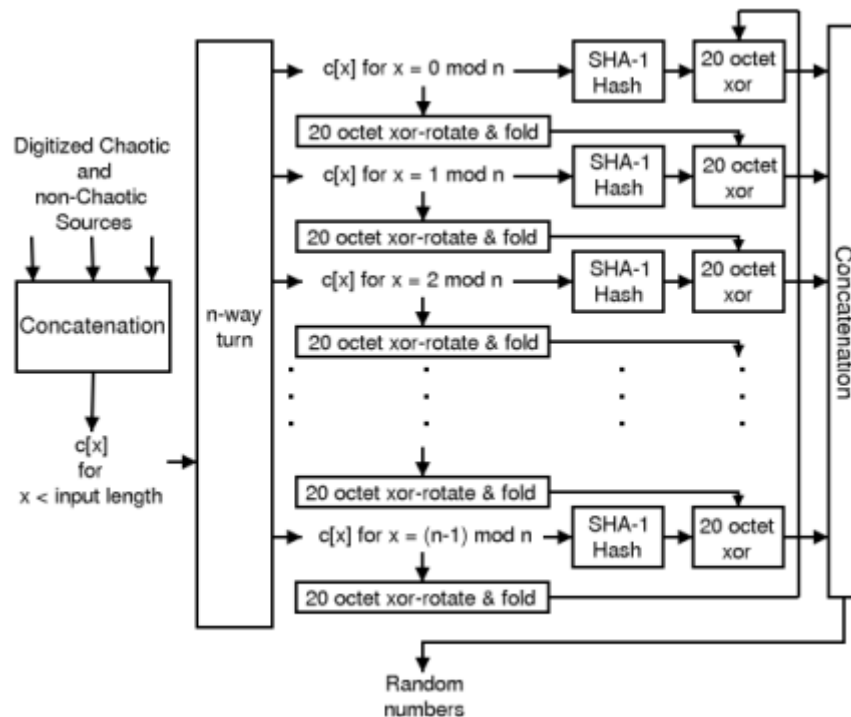 Digitized Chaotic
and
non-Chaotic
Sources
Concatenation
c[x]
for
x < input length
n-way
turn
c[x] for x = 0 mod n
SHA-1
Hash
20 octet
xor
20 octet xor-rotate & fold
c[x] for x = 1 mod n
SHA-1
Hash
20 octet
xor
20 octet xor-rotate & fold
c[x] for x = 2 mod n
SHA-1
Hash
20 octet
xor
20 octet xor-rotate & fold
20 octet xor-rotate & fold
c[x] for x = (n-1) mod n
SHA-1
Hash
20 octet
xor
20 octet xor-rotate & fold
Concatenation
Random
numbers